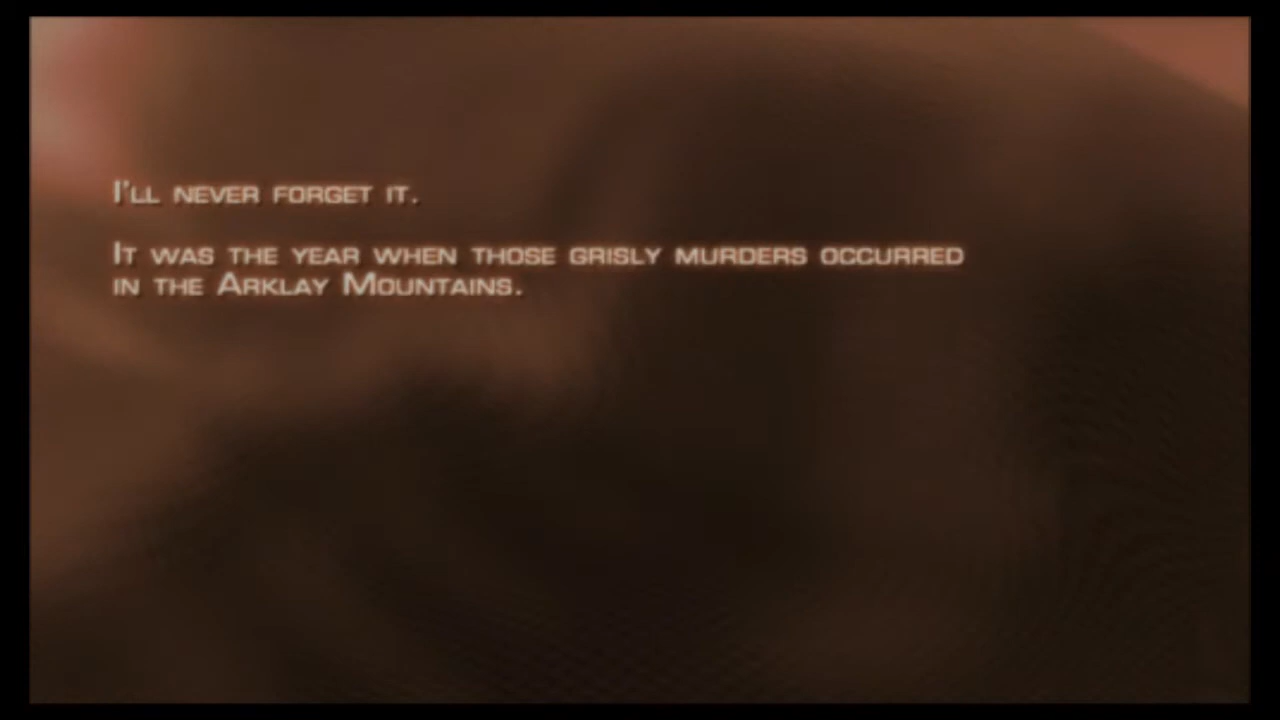 I'll never forget it.
It was the year when those grisly murders occurred
in the Arklay Mountains.